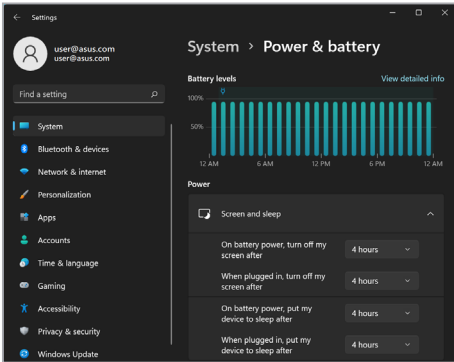 Settings
user@asus.com
user@asus.com
Find a setting
System
Bluetooth & devices
Network & internet
Personalization
Apps
Accounts
Time & language
Gaming
Accessibility
Privacy & security
Windows Update
System > Power & battery
Battery levels
View detailed info
100%
50%
12 AM 6 AM 12 PM 6 PM 12 AM
Power
Screen and sleep
On battery power, turn off my
screen after
4 hours
When plugged in, turn off my
screen after
4 hours
On battery power, put my
device to sleep after
4 hours
When plugged in, put my
device to sleep after
4 hours